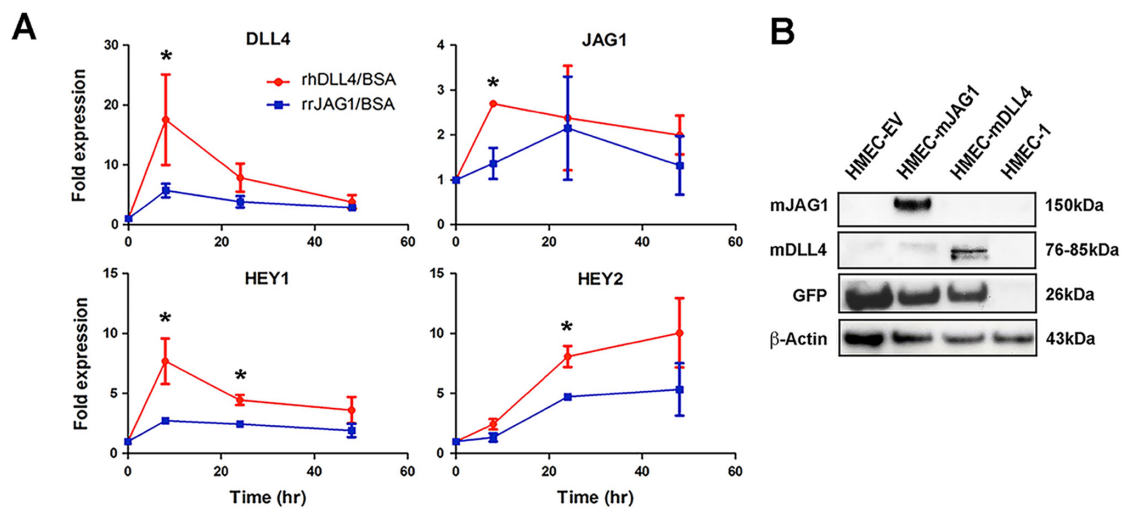 A
DLL4
30
20
10
0
0 20 40 60
Fold expression
*
rhDLL4/BSA
rrJAG1/BSA
JAG1
4
3
2
1
0
0 20 40 60
*
HEY1
15
10
5
0
0 20 40 60
Fold expression
Time (hr)
* *
HEY2
15
10
5
0
0 20 40 60
Time (hr)
*
B
HMEC-EV
HMEC-mJAG1
HMEC-mDLL4
HMEC-1
mJAG1 150kDa
mDLL4 76-85kDa
GFP 26kDa
β-Actin 43kDa